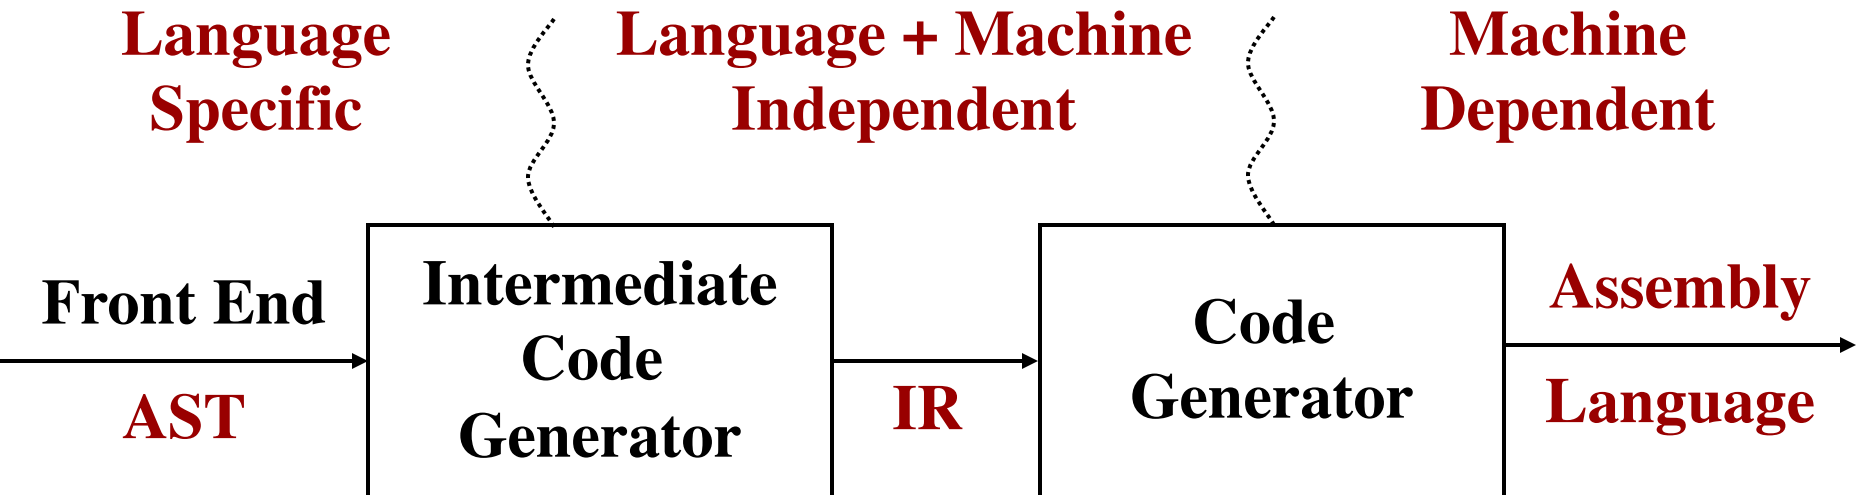 Language
Specific
Language + Machine
Independent
Machine
Dependent
Front End
AST
Intermediate
Code
Generator
IR
Code
Generator
Assembly
Language